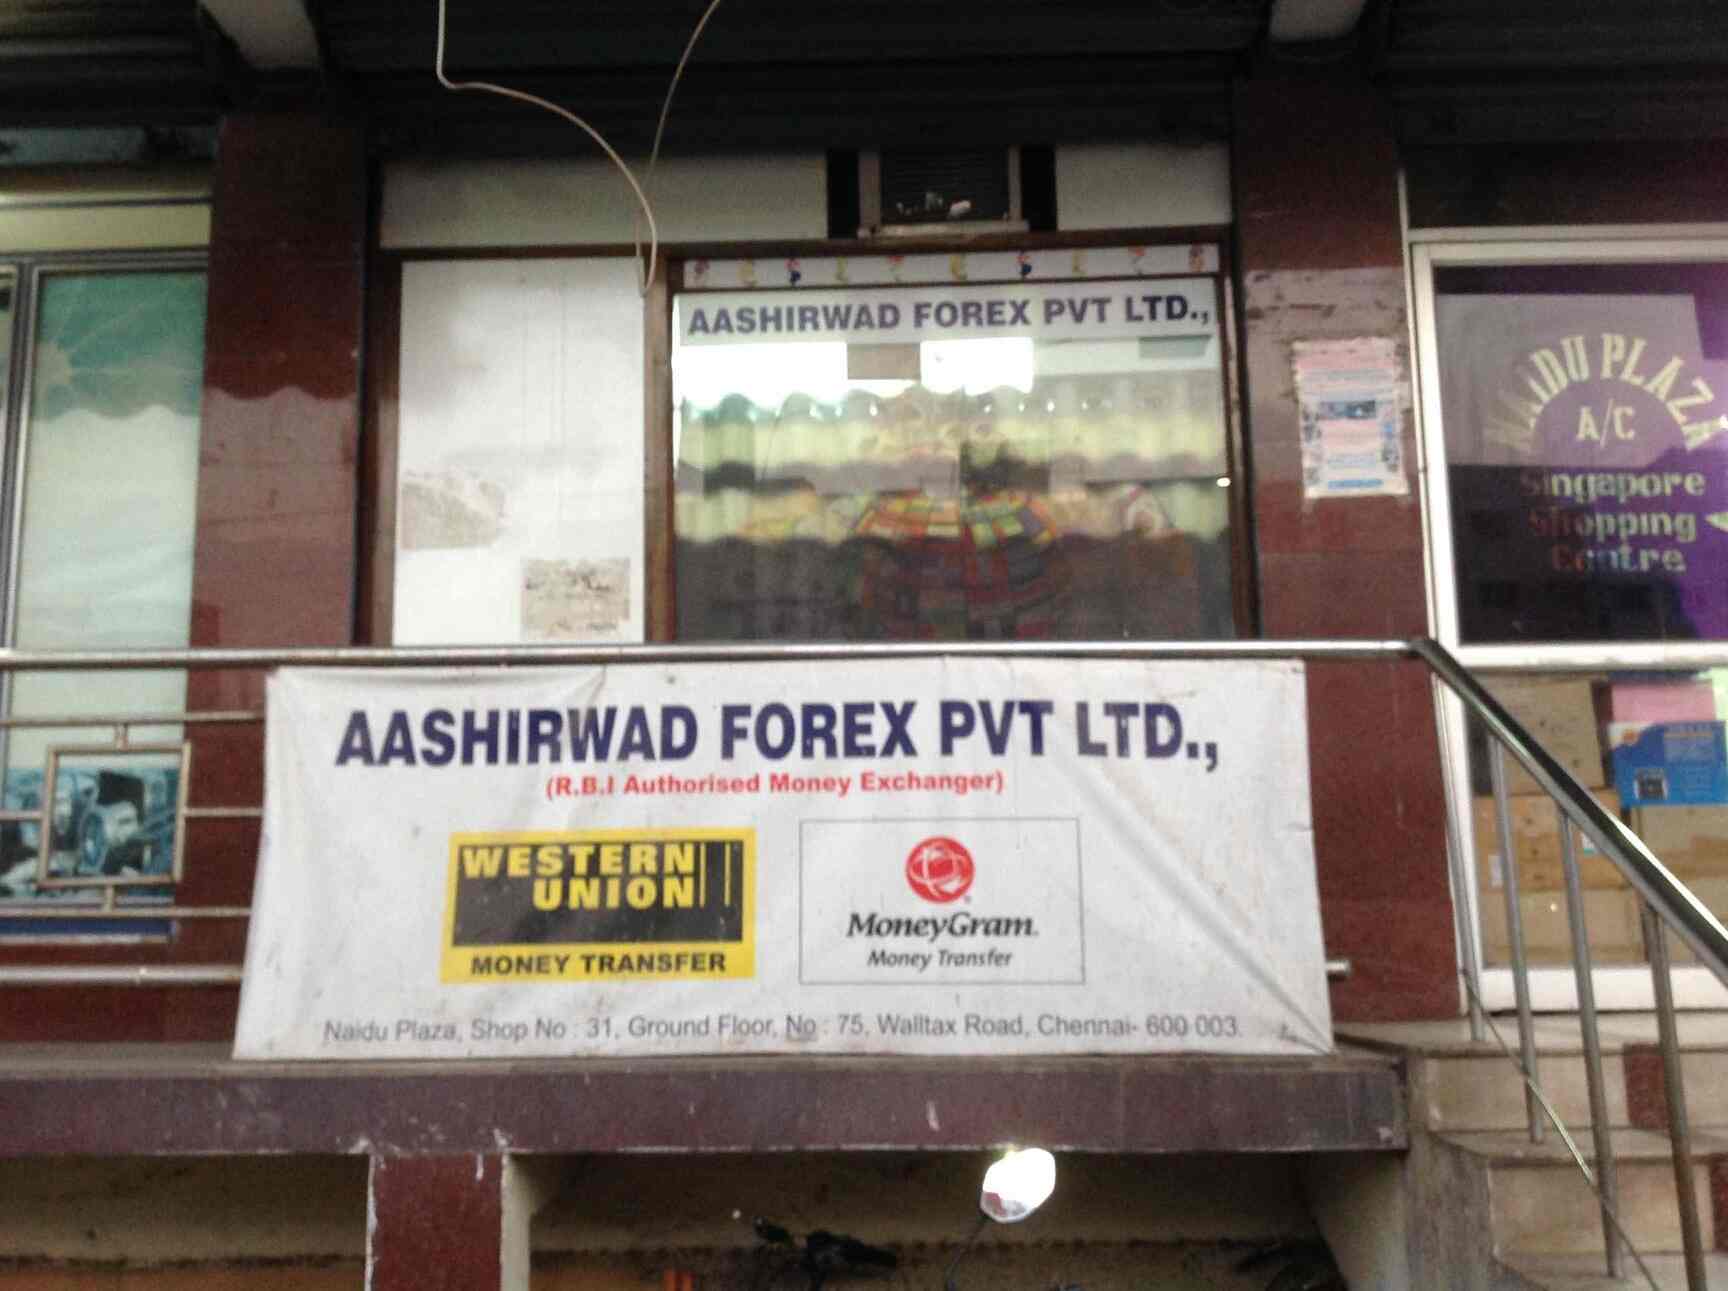 AASHIRWAD FOREX PVT LTD.,
NAIDU PLAZA
A/C
Singapore
Shopping
Centre
AASHIRWAD FOREX PVT LTD.,
(R.B.I Authorised Money Exchanger)
WESTERN
UNION
MONEY TRANSFER
MoneyGram.
Money Transfer
Naidu Plaza, Shop No : 31, Ground Floor, No : 75, Walltax Road, Chennai- 600 003.